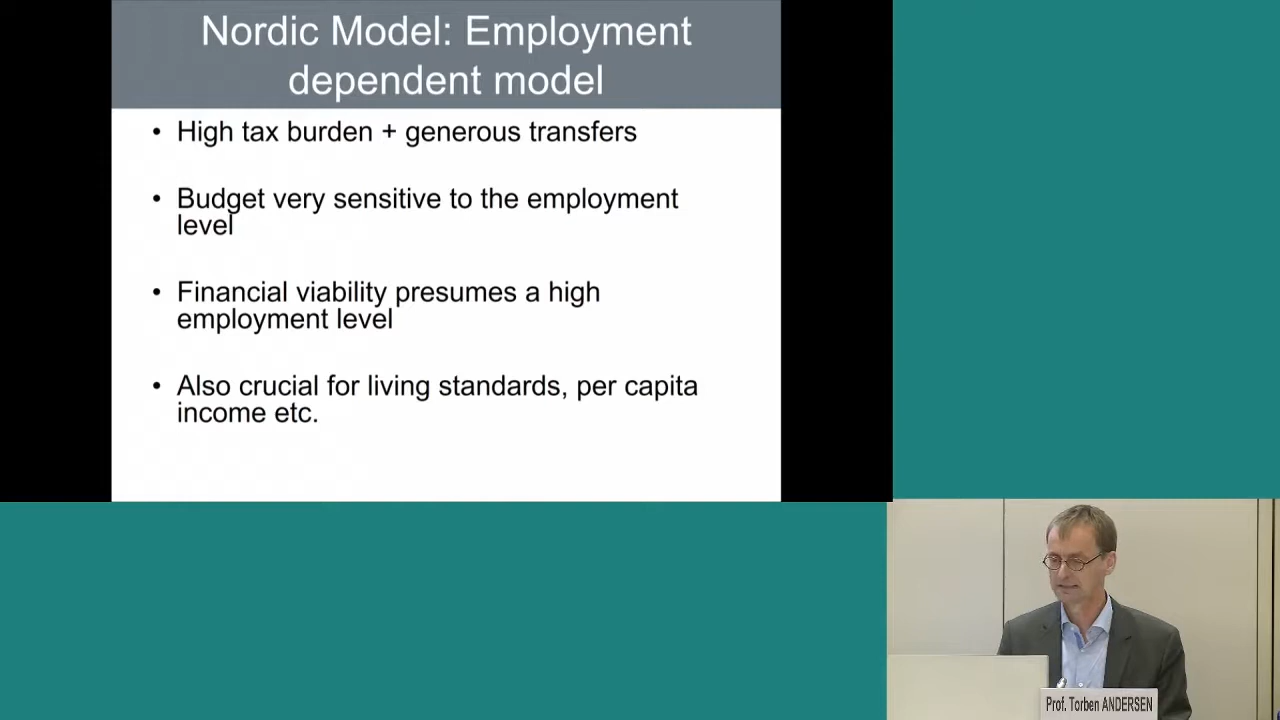 Nordic Model: Employment
dependent model
• High tax burden + generous transfers
• Budget very sensitive to the employment
level
• Financial viability presumes a high
employment level
• Also crucial for living standards, per capita
income etc.
Prof. Torben ANDERSEN